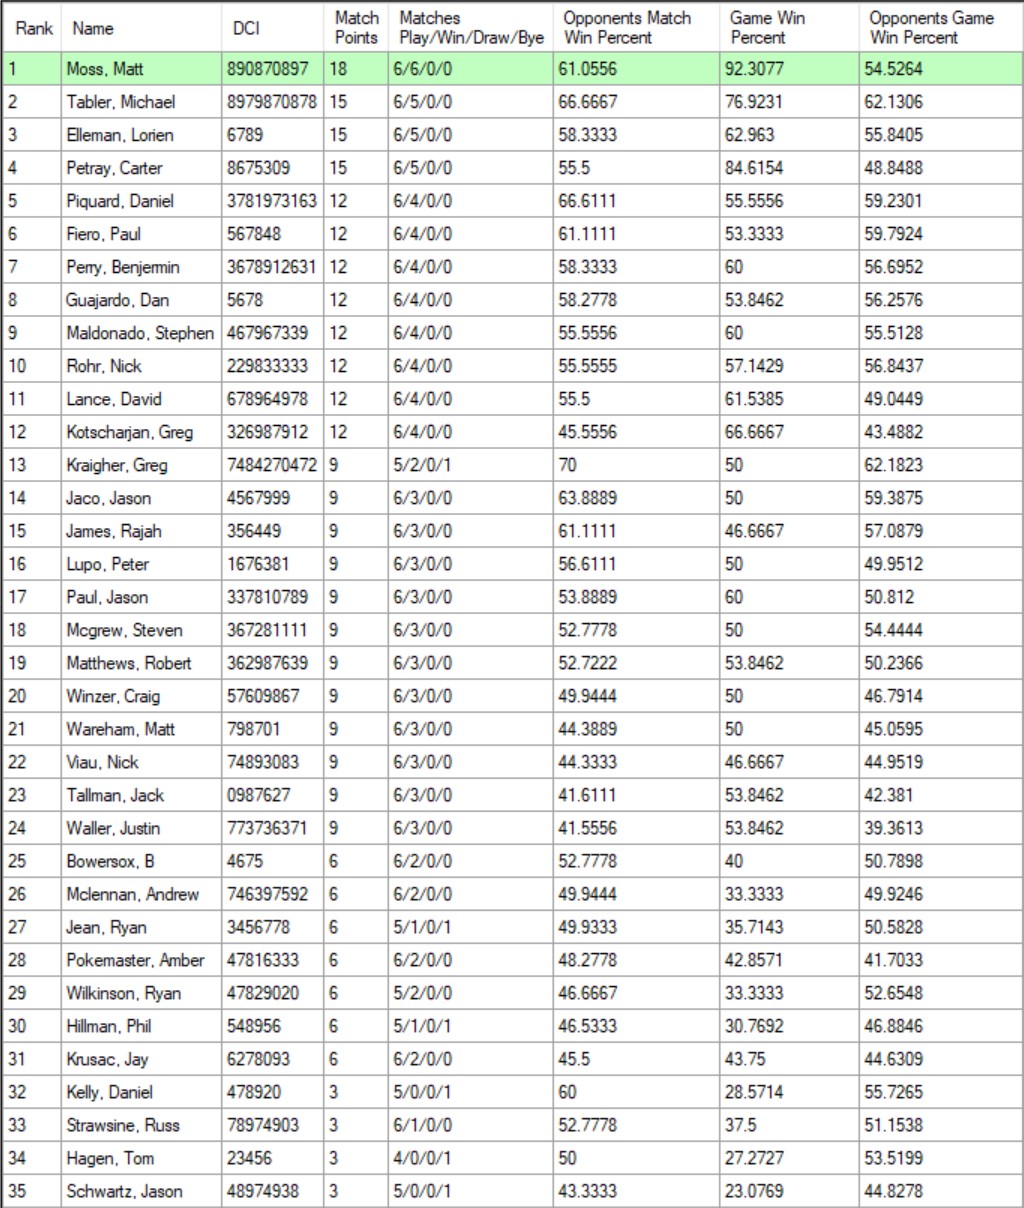 Rank Name DCI Match Points Matches Play/Win/Draw/Bye Opponents Match Win Percent Game Win Percent Opponents Game Win Percent
1 Moss, Matt 890870897 18 6/6/0/0 61.0556 92.3077 54.5264
2 Tabler, Michael 8979870878 15 6/5/0/0 66.6667 76.9231 62.1306
3 Elleman, Lorien 6789 15 6/5/0/0 58.3333 62.963 55.8405
4 Petray, Carter 8675309 15 6/5/0/0 55.5 84.6154 48.8488
5 Piquard, Daniel 3781973163 12 6/4/0/0 66.6111 55.5556 59.2301
6 Fiero, Paul 567848 12 6/4/0/0 61.1111 53.3333 59.7924
7 Perry, Benjermin 3678912631 12 6/4/0/0 58.3333 60 56.6952
8 Guajardo, Dan 5678 12 6/4/0/0 58.2778 53.8462 56.2576
9 Maldonado, Stephen 467967339 12 6/4/0/0 55.5556 60 55.5128
10 Rohr, Nick 229833333 12 6/4/0/0 55.5555 57.1429 56.8437
11 Lance, David 678964978 12 6/4/0/0 55.5 61.5385 49.0449
12 Kotscharjan, Greg 326987912 12 6/4/0/0 45.5556 66.6667 43.4882
13 Kraigher, Greg 7484270472 9 5/2/0/1 70 50 62.1823
14 Jaco, Jason 4567999 9 6/3/0/0 63.8889 50 59.3875
15 James, Rajah 356449 9 6/3/0/0 61.1111 46.6667 57.0879
16 Lupo, Peter 1676381 9 6/3/0/0 56.6111 50 49.9512
17 Paul, Jason 337810789 9 6/3/0/0 53.8889 60 50.812
18 Mcgrew, Steven 367281111 9 6/3/0/0 52.7778 50 54.4444
19 Matthews, Robert 362987639 9 6/3/0/0 52.7222 53.8462 50.2366
20 Winzer, Craig 57609867 9 6/3/0/0 49.9444 50 46.7914
21 Wareham, Matt 798701 9 6/3/0/0 44.3889 50 45.0595
22 Viau, Nick 74893083 9 6/3/0/0 44.3333 46.6667 44.9519
23 Tallman, Jack 0987627 9 6/3/0/0 41.6111 53.8462 42.381
24 Waller, Justin 773736371 9 6/3/0/0 41.5556 53.8462 39.3613
25 Bowersox, B 4675 6 6/2/0/0 52.7778 40 50.7898
26 Mclennan, Andrew 746397592 6 6/2/0/0 49.9444 33.3333 49.9246
27 Jean, Ryan 3456778 6 5/1/0/1 49.9333 35.7143 50.5828
28 Pokemaster, Amber 47816333 6 6/2/0/0 48.2778 42.8571 41.7033
29 Wilkinson, Ryan 47829020 6 5/2/0/0 46.6667 33.3333 52.6548
30 Hillman, Phil 548956 6 5/1/0/1 46.5333 30.7692 46.8846
31 Krusac, Jay 6278093 6 6/2/0/0 45.5 43.75 44.6309
32 Kelly, Daniel 478920 3 5/0/0/1 60 28.5714 55.7265
33 Strawsine, Russ 78974903 3 6/1/0/0 52.7778 37.5 51.1538
34 Hagen, Tom 23456 3 4/0/0/1 50 27.2727 53.5199
35 Schwartz, Jason 48974938 3 5/0/0/1 43.3333 23.0769 44.8278